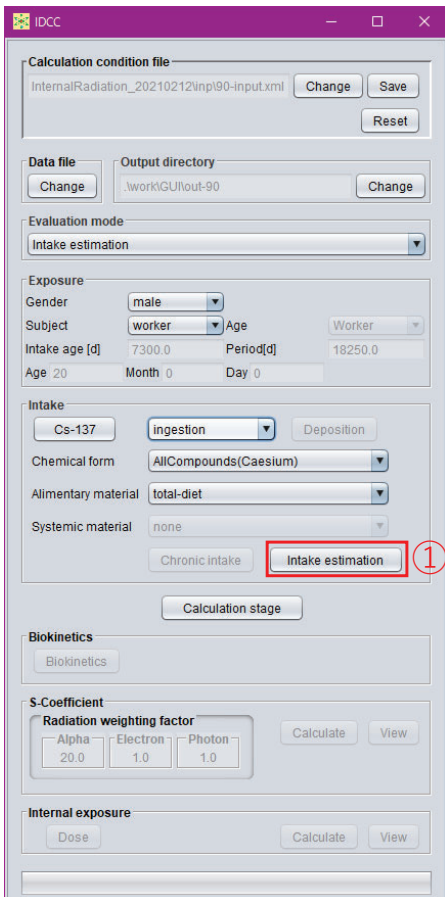 IDCC
Calculation condition file
InternalRadiation_20210212\inp\90-input.xml Change Save
Reset
Data file Output directory
Change .\work\GUI\out-90 Change
Evaluation mode
Intake estimation
Exposure
Gender male
Subject worker Age Worker
Intake age [d] 7300.0 Period[d] 18250.0
Age 20 Month 0 Day 0
Intake
Cs-137 ingestion Deposition
Chemical form AllCompounds(Caesium)
Alimentary material total-diet
Systemic material none
Chronic intake Intake estimation ①
Calculation stage
Biokinetics
Biokinetics
S-Coefficient
Radiation weighting factor
Alpha Electron Photon Calculate View
20.0 1.0 1.0
Internal exposure
Dose Calculate View